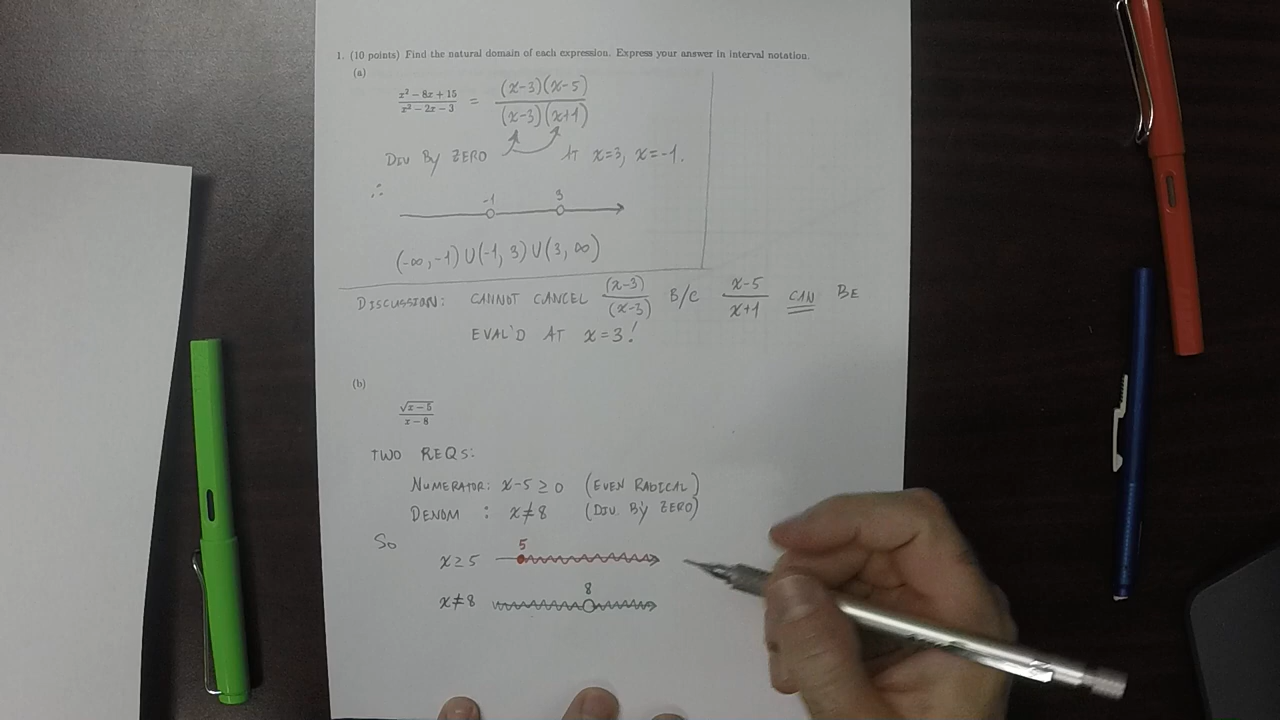 1. (10 points) Find the natural domain of each expression. Express your answer in interval notation.
(a)
x² − 8x + 15 / x² − 2x − 3 = (x-3)(x-5) / (x-3)(x+1)
DIV BY ZERO AT x=3, x=-1.
∴
-1 3
(-∞,-1) U (-1, 3) U (3, ∞)
DISCUSSION: CANNOT CANCEL (x-3) / (x-3) B/C x-5 / x+1 CAN BE
EVAL'D AT x=3!
(b)
√x − 5 / x − 8
TWO REQS:
NUMERATOR: x-5 ≥ 0 (EVEN RADICAL)
DENOM : x≠8 (DIV. BY ZERO)
SO
5
x ≥ 5
8
x≠8